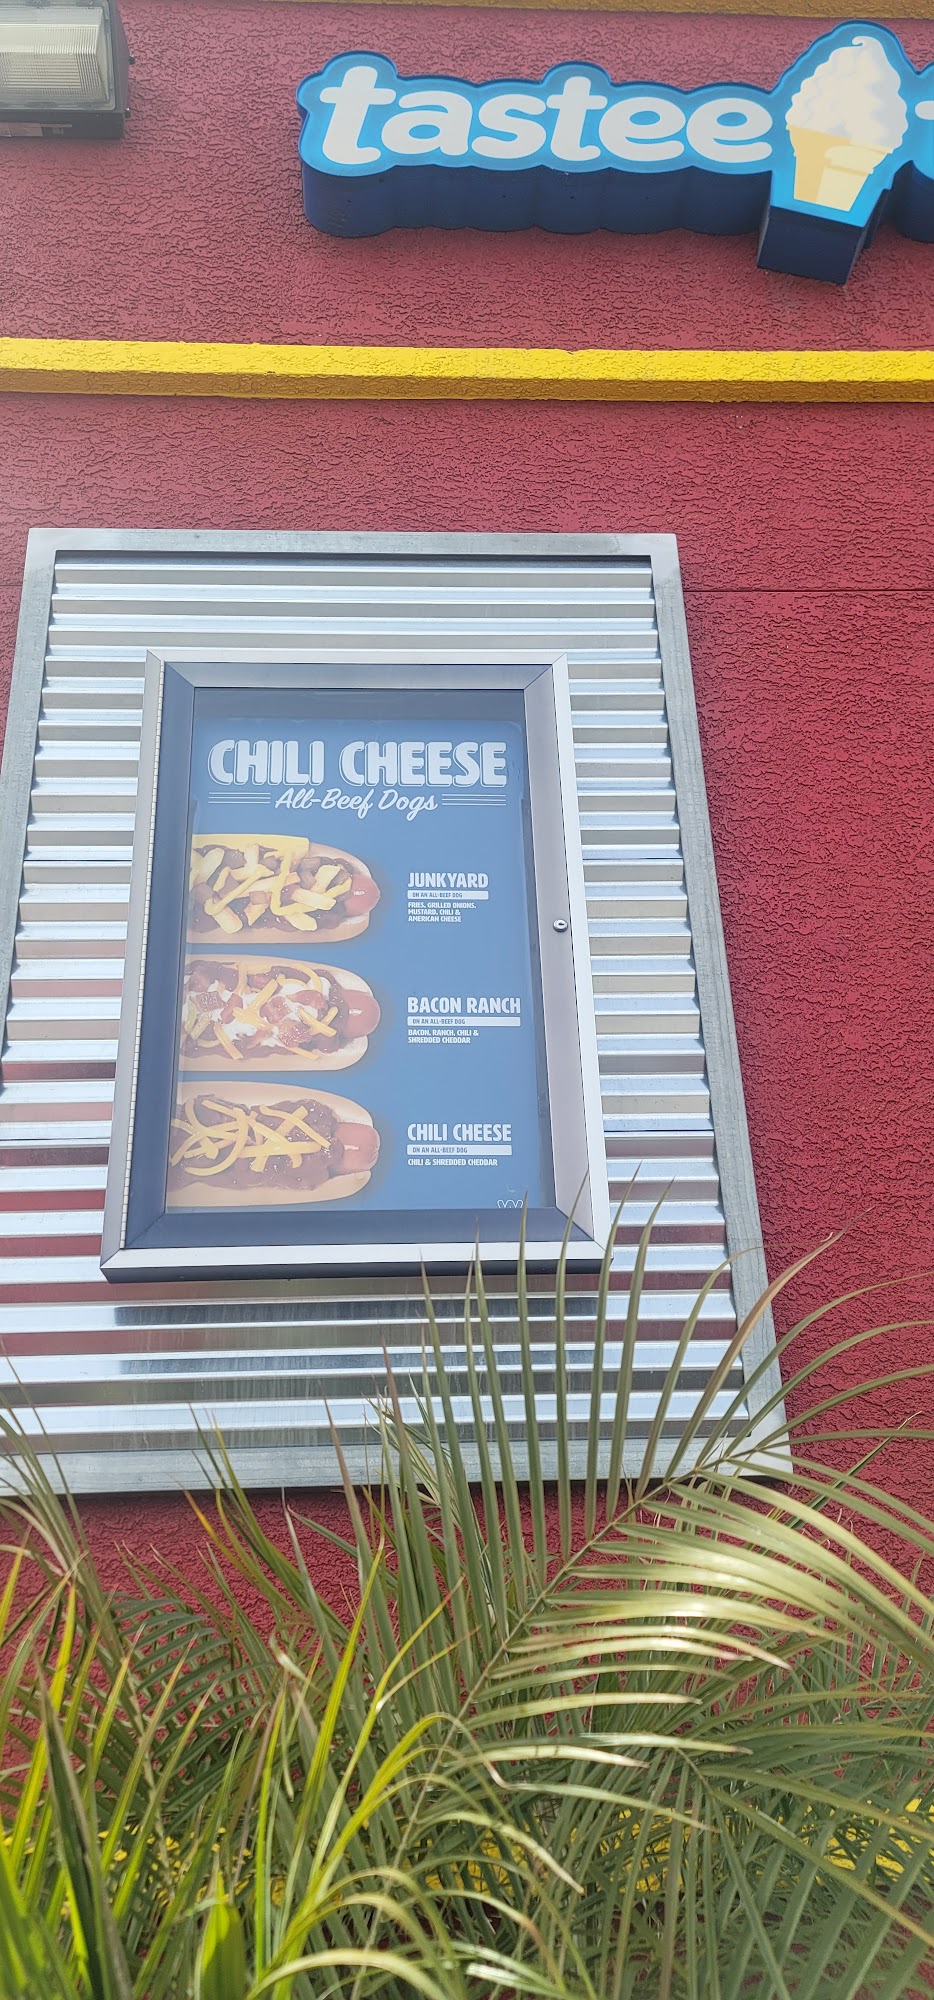 tastee
CHILI CHEESE
All-Beef Dogs
JUNKYARD
ON AN ALL-BEEF DOG
FRIES, GRILLED ONIONS,
MUSTARD, CHILI &
AMERICAN CHEESE
BACON RANCH
ON AN ALL-BEEF DOG
BACON, RANCH, CHILI &
SHREDDED CHEDDAR
CHILI CHEESE
ON AN ALL-BEEF DOG
CHILI & SHREDDED CHEDDAR